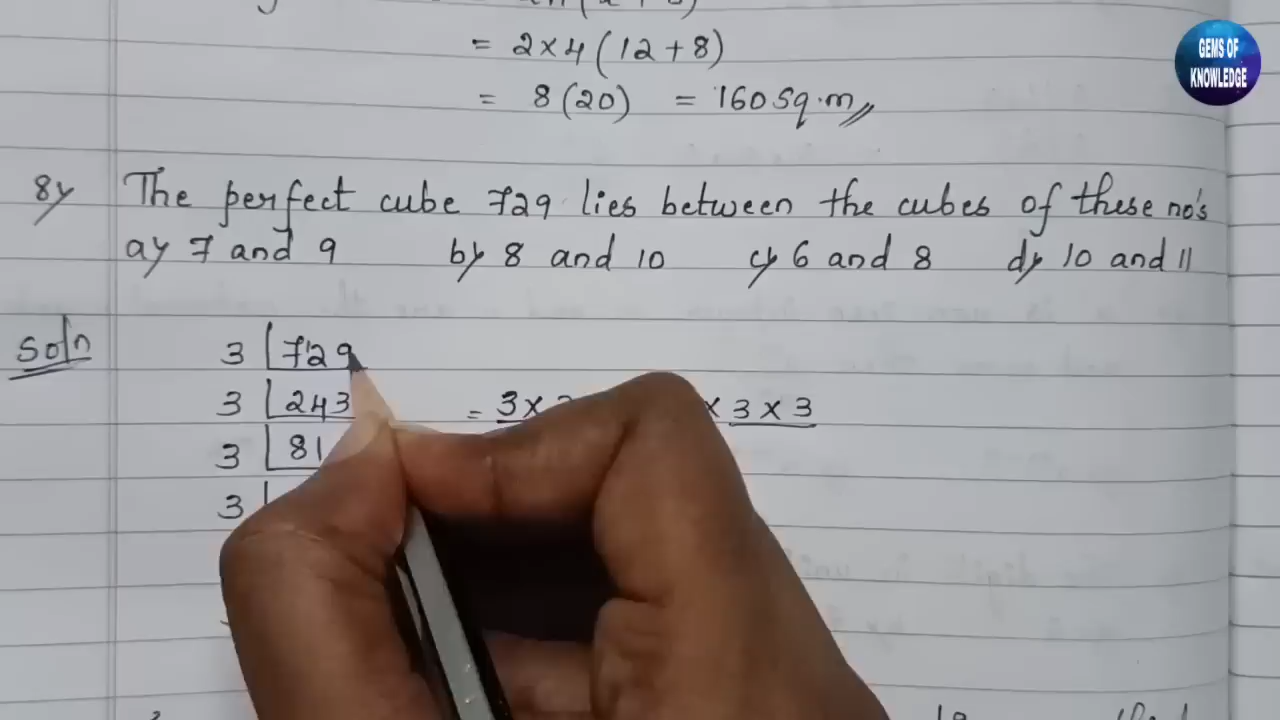 = 2×4(12+8)
= 8(20) = 160 sq.m
GEMS OF
KNOWLEDGE
8) The perfect cube 729 lies between the cubes of these no's
a) 7 and 9 b) 8 and 10 c) 6 and 8 d) 10 and 11
Soln
3 | 729
3 | 243 = 3× × 3 × 3
3 | 81
3